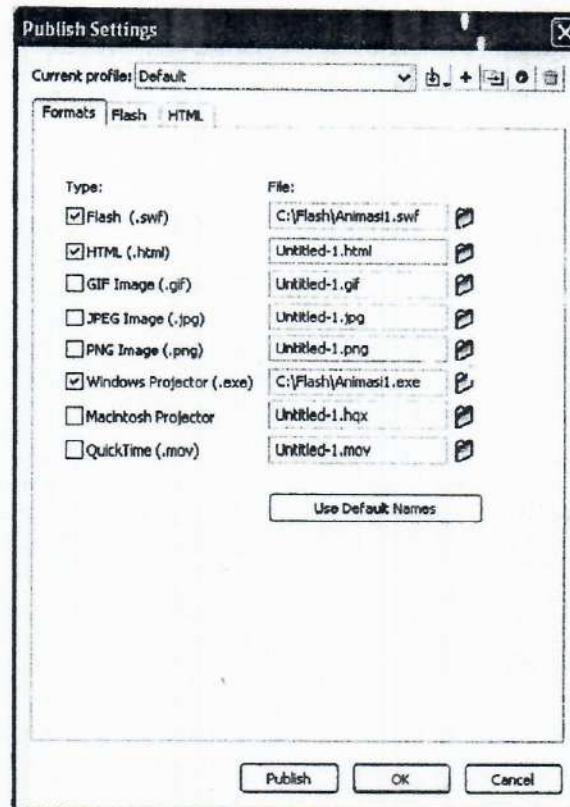 Publish Settings
Current profile: Default
Formats Flash HTML
Type: File:
Flash (.swf) C:\Flash\Animasi1.swf
HTML (.html) Untitled-1.html
GIF Image (.gif) Untitled-1.gif
JPEG Image (.jpg) Untitled-1.jpg
PNG Image (.png) Untitled-1.png
Windows Projector (.exe) C:\Flash\Animasi1.exe
Macintosh Projector Untitled-1.hqx
QuickTime (.mov) Untitled-1.mov
Use Default Names
Publish OK Cancel